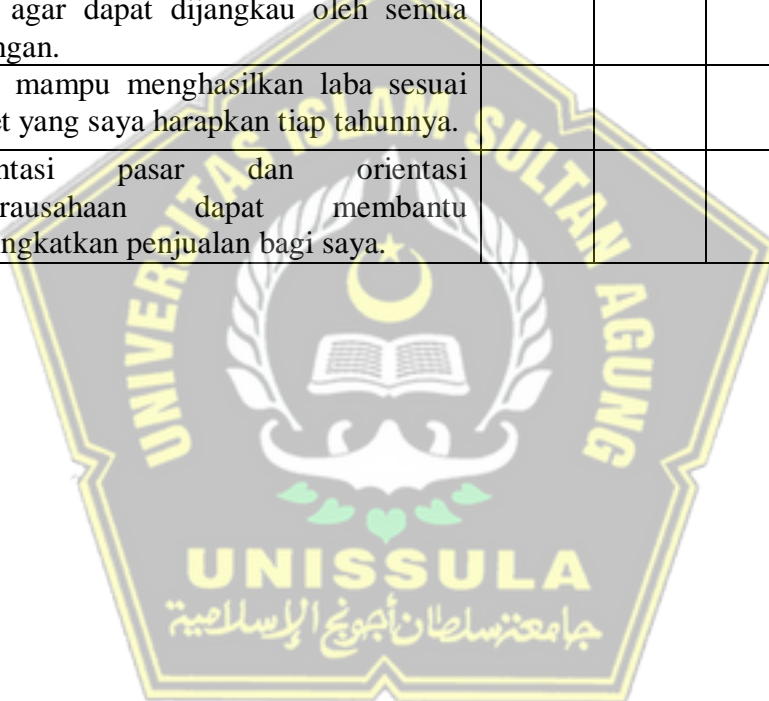 agar dapat dijangkau oleh semua
ngan.
mampu menghasilkan laba sesuai
et yang saya harapkan tiap tahunnya.
ntasi pasar dan orientasi
rausahaan dapat membantu
ngkatkan penjualan bagi saya.
UNIVERSITAS ISLAM SULTAN AGUNG
UNISSULA
جامعة سلطان أجونج الإسلامية